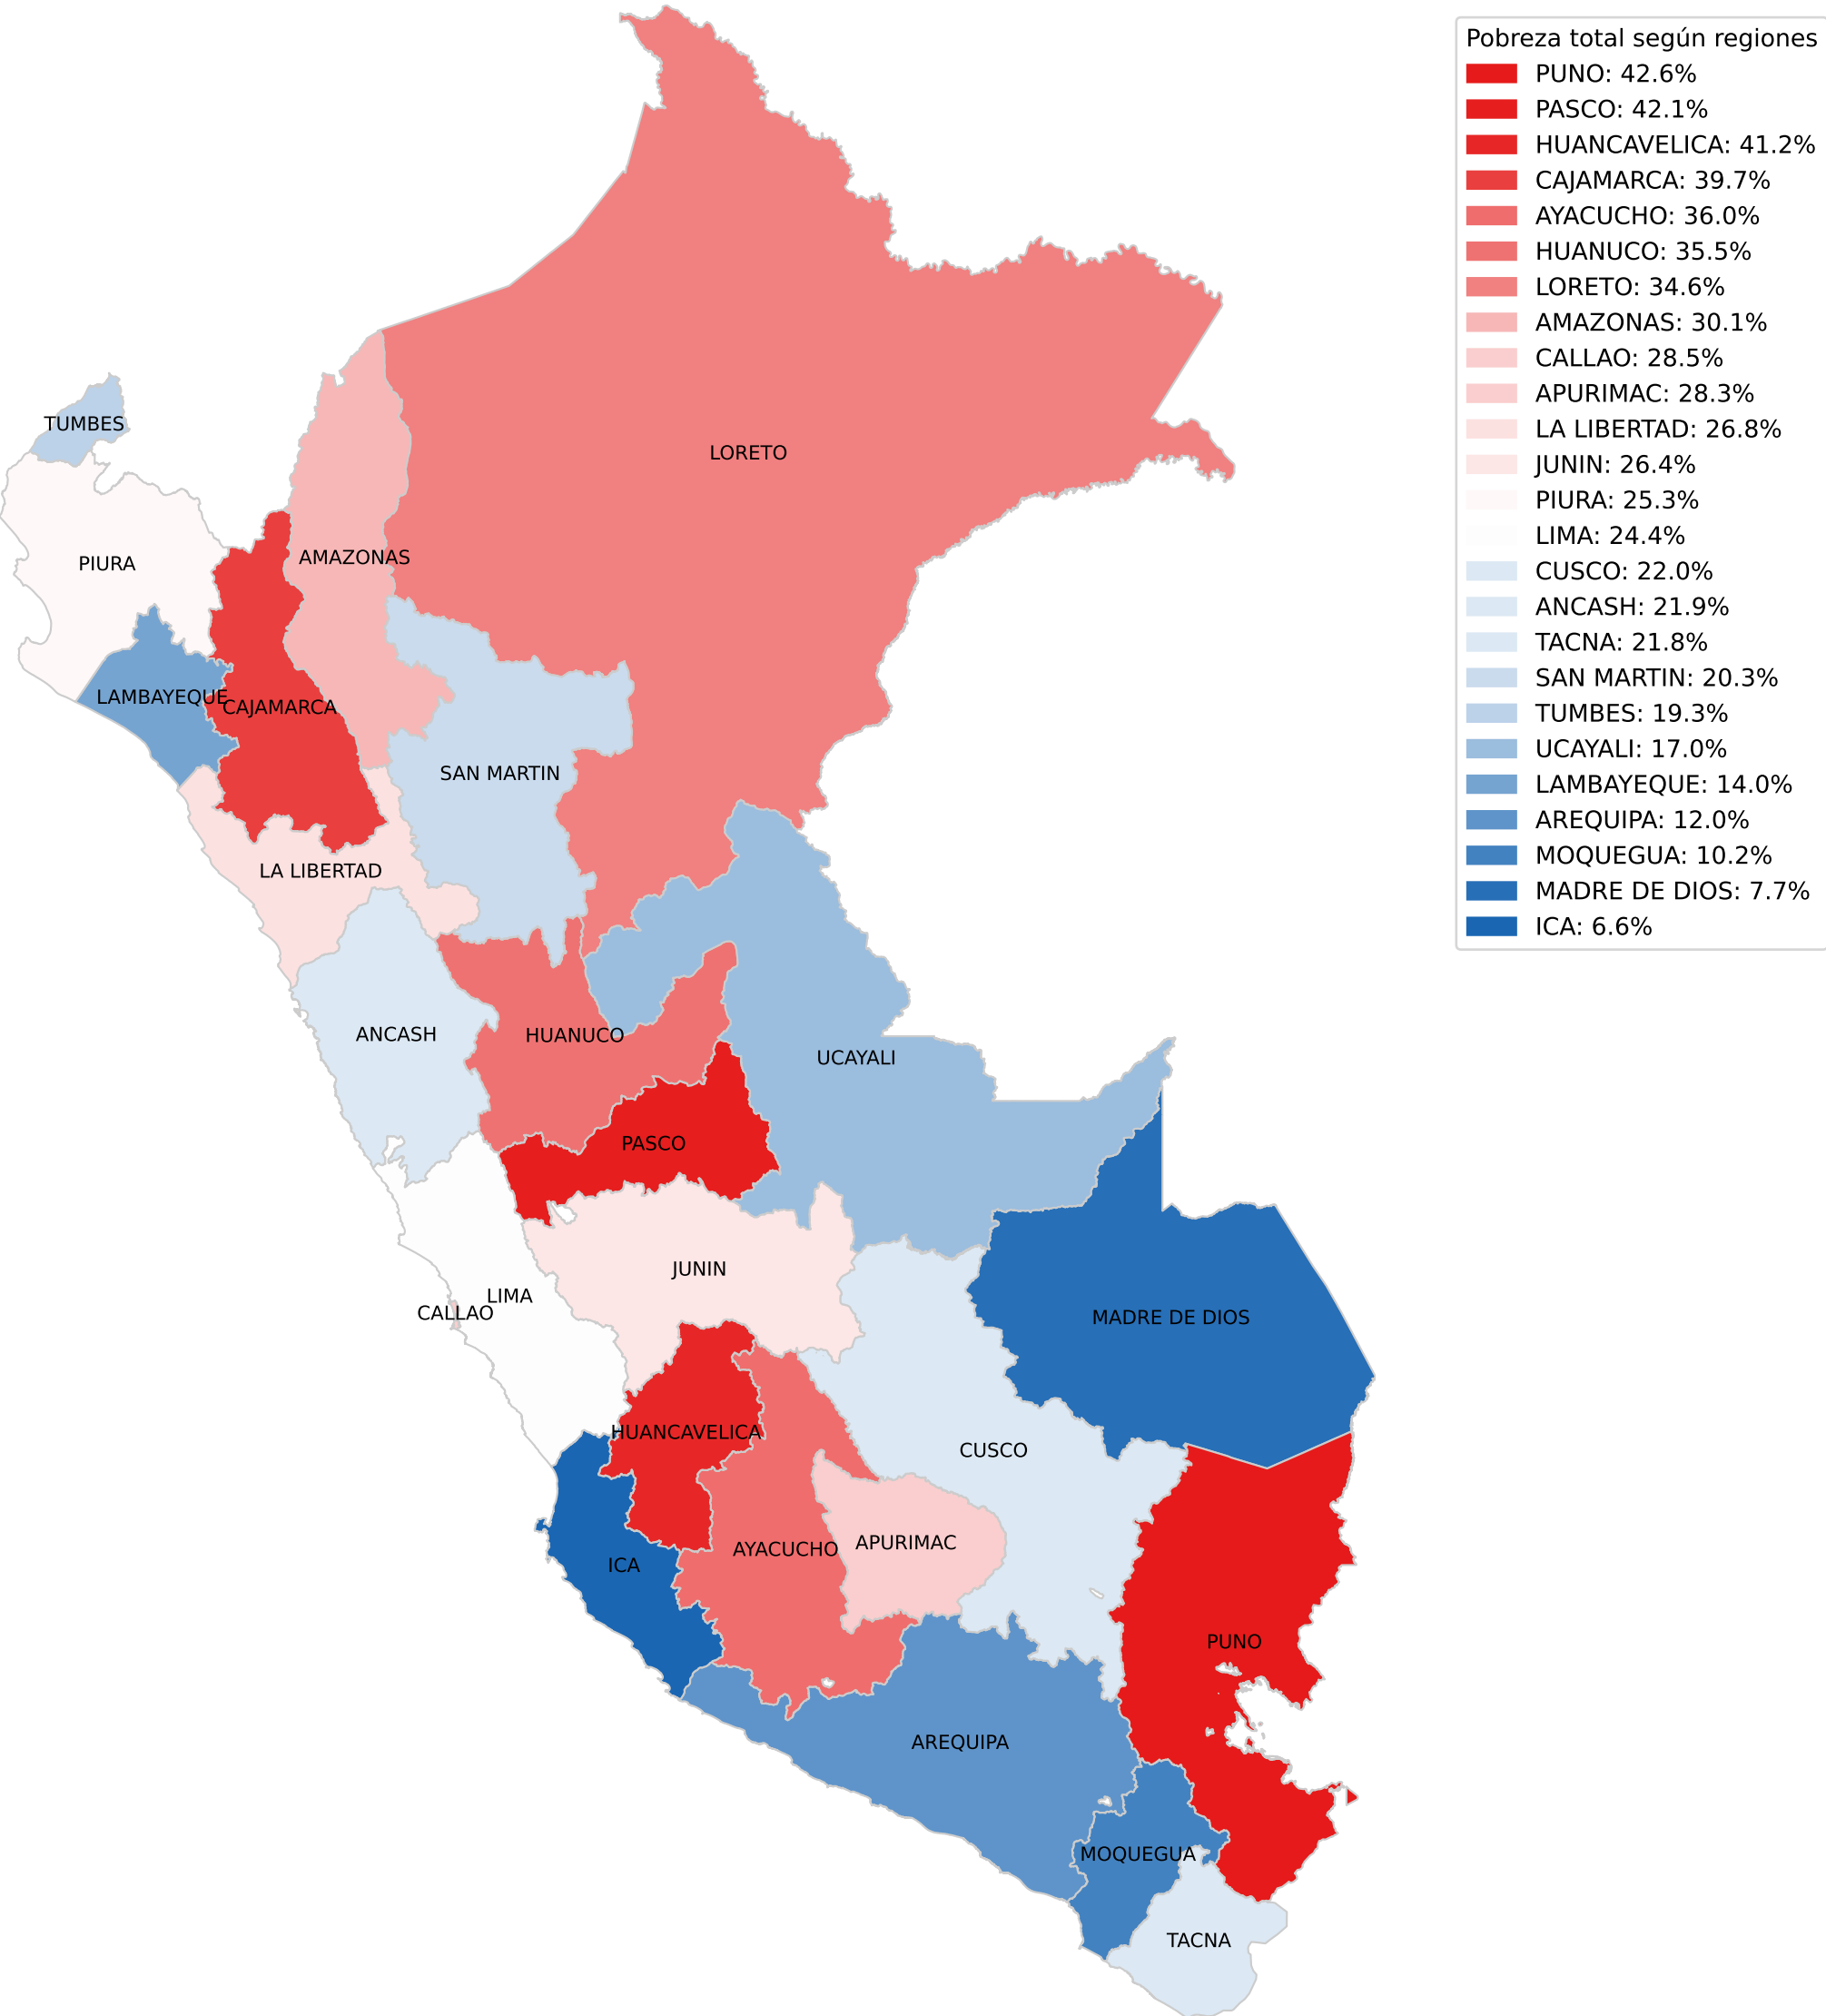 Pobreza total según regiones
PUNO: 42.6%
PASCO: 42.1%
HUANCAVELICA: 41.2%
CAJAMARCA: 39.7%
AYACUCHO: 36.0%
HUANUCO: 35.5%
LORETO: 34.6%
AMAZONAS: 30.1%
CALLAO: 28.5%
APURIMAC: 28.3%
LA LIBERTAD: 26.8%
JUNIN: 26.4%
PIURA: 25.3%
LIMA: 24.4%
CUSCO: 22.0%
ANCASH: 21.9%
TACNA: 21.8%
SAN MARTIN: 20.3%
TUMBES: 19.3%
UCAYALI: 17.0%
LAMBAYEQUE: 14.0%
AREQUIPA: 12.0%
MOQUEGUA: 10.2%
MADRE DE DIOS: 7.7%
ICA: 6.6%
TUMBES
LORETO
AMAZONAS
PIURA
LAMBAYEQUE
CAJAMARCA
SAN MARTIN
LA LIBERTAD
ANCASH
HUANUCO
UCAYALI
PASCO
JUNIN
LIMA
CALLAO
MADRE DE DIOS
HUANCAVELICA
CUSCO
APURIMAC
AYACUCHO
ICA
PUNO
AREQUIPA
MOQUEGUA
TACNA